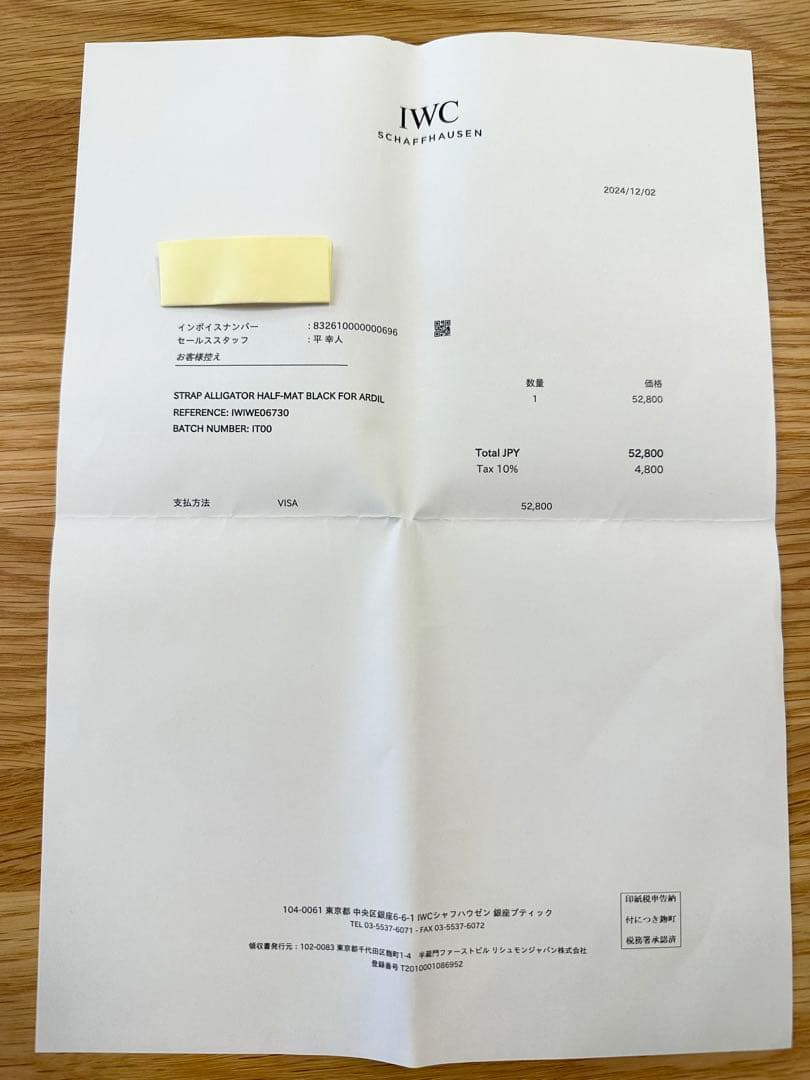 IWC
SCHAFFHAUSEN
2024/12/02
インボイスナンバー : 832610000000696
セールススタッフ : 平 幸人
お客様控え
数量 価格
STRAP ALLIGATOR HALF-MAT BLACK FOR ARDIL 1 52,800
REFERENCE: IWIWE06730
BATCH NUMBER: IT00
Total JPY 52,800
Tax 10% 4,800
支払方法 VISA 52,800
104-0061 東京都 中央区銀座6-6-1 IWCシャフハウゼン 銀座ブティック
TEL 03-5537-6071 - FAX 03-5537-6072
領収書発行元：102-0083 東京都千代田区麹町1-4 半蔵門ファーストビル リシュモンジャパン株式会社
登録番号 T2010001086952
印紙税申告納
付につき麹町
税務署承認済